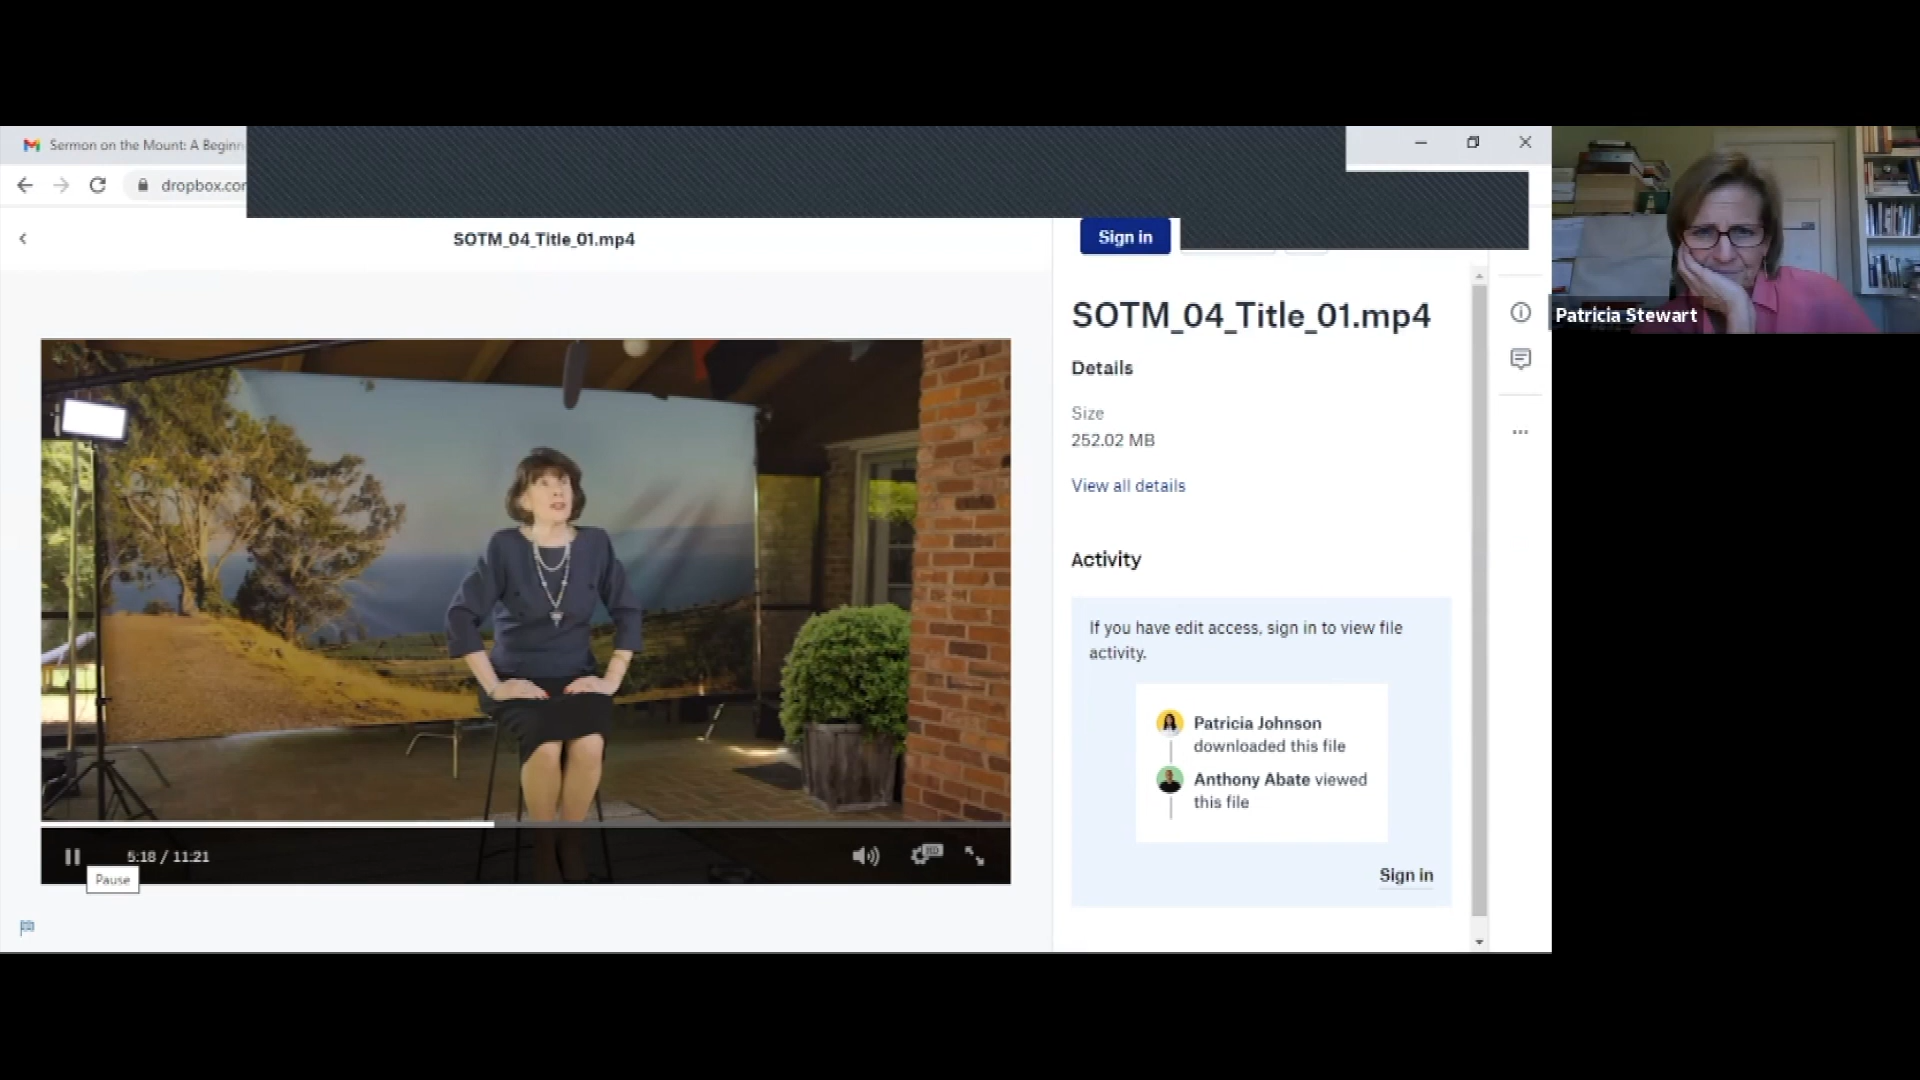 Sermon on the Mount: A Beginn
dropbox.cor
SOTM_04_Title_01.mp4
Sign in
SOTM_04_Title_01.mp4
Details
Size
252.02 MB
View all details
Activity
If you have edit access, sign in to view file
activity.
Patricia Johnson
downloaded this file
Anthony Abate viewed
this file
Sign in
5:18 / 11:21
HD
Pause
Patricia Stewart